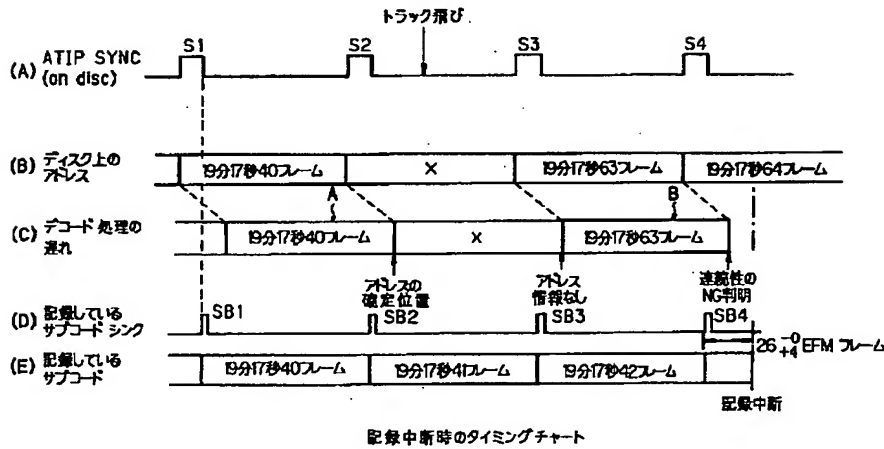 トラック飛び
S1 S2 S3 S4
(A) ATIP SYNC
(on disc)
(B) ディスク上の
アドレス
19分17秒40フレーム × 19分17秒63フレーム 19分17秒64フレーム
A B
(C) デコード処理の
遅れ
19分17秒40フレーム × 19分17秒63フレーム
アドレスの
確定位置
アドレス
情報なし
連続性の
NG判明
(D) 記録している
サブコードシンク
SB1 SB2 SB3 SB4
26 -0 +4 EFMフレーム
(E) 記録している
サブコード
19分17秒40フレーム 19分17秒41フレーム 19分17秒42フレーム
記録中断
記録中断時のタイミングチャート